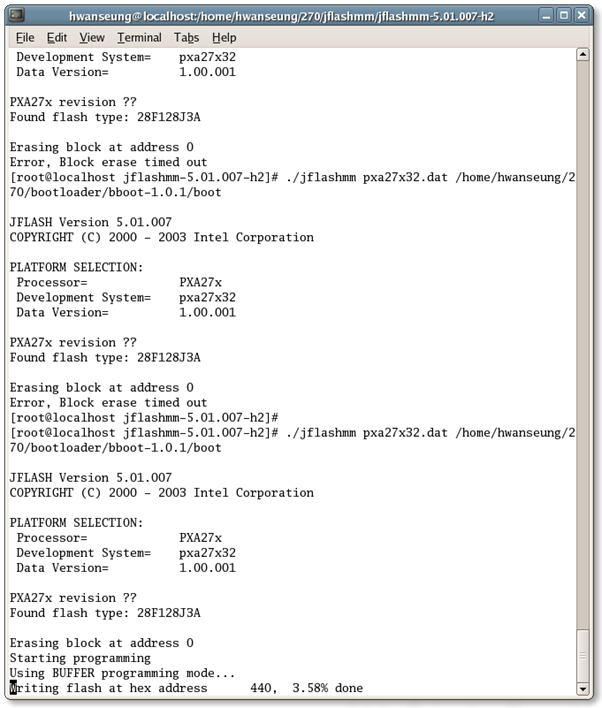 hwanseung@localhost:/home/hwanseung/270/jflashmm/jflashmm-5.01.007-h2
File Edit View Terminal Tabs Help
Development System= pxa27x32
Data Version= 1.00.001
PXA27x revision ??
Found flash type: 28F128J3A
Erasing block at address 0
Error, Block erase timed out
[root@localhost jflashmm-5.01.007-h2]# ./jflashmm pxa27x32.dat /home/hwanseung/2
70/bootloader/bboot-1.0.1/boot
JFLASH Version 5.01.007
COPYRIGHT (C) 2000 - 2003 Intel Corporation
PLATFORM SELECTION:
Processor= PXA27x
Development System= pxa27x32
Data Version= 1.00.001
PXA27x revision ??
Found flash type: 28F128J3A
Erasing block at address 0
Error, Block erase timed out
[root@localhost jflashmm-5.01.007-h2]#
[root@localhost jflashmm-5.01.007-h2]# ./jflashmm pxa27x32.dat /home/hwanseung/2
70/bootloader/bboot-1.0.1/boot
JFLASH Version 5.01.007
COPYRIGHT (C) 2000 - 2003 Intel Corporation
PLATFORM SELECTION:
Processor= PXA27x
Development System= pxa27x32
Data Version= 1.00.001
PXA27x revision ??
Found flash type: 28F128J3A
Erasing block at address 0
Starting programming
Using BUFFER programming mode...
Writing flash at hex address 440, 3.58% done